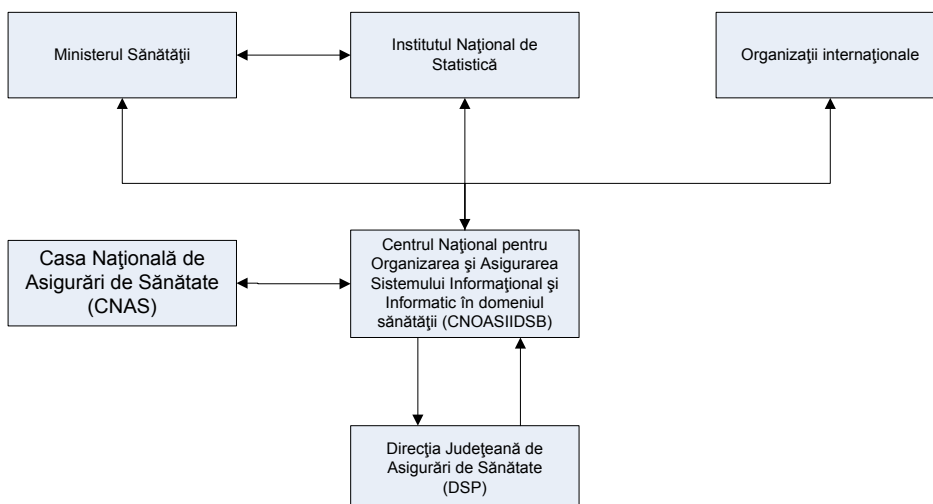 Ministerul Sănătăţii
Institutul Naţional de
Statistică
Organizaţii internaţionale
Casa Naţională de
Asigurări de Sănătate
(CNAS)
Centrul Naţional pentru
Organizarea şi Asigurarea
Sistemului Informaţional şi
Informatic în domeniul
sănătăţii (CNOASIIDSB)
Direcţia Judeţeană de
Asigurări de Sănătate
(DSP)